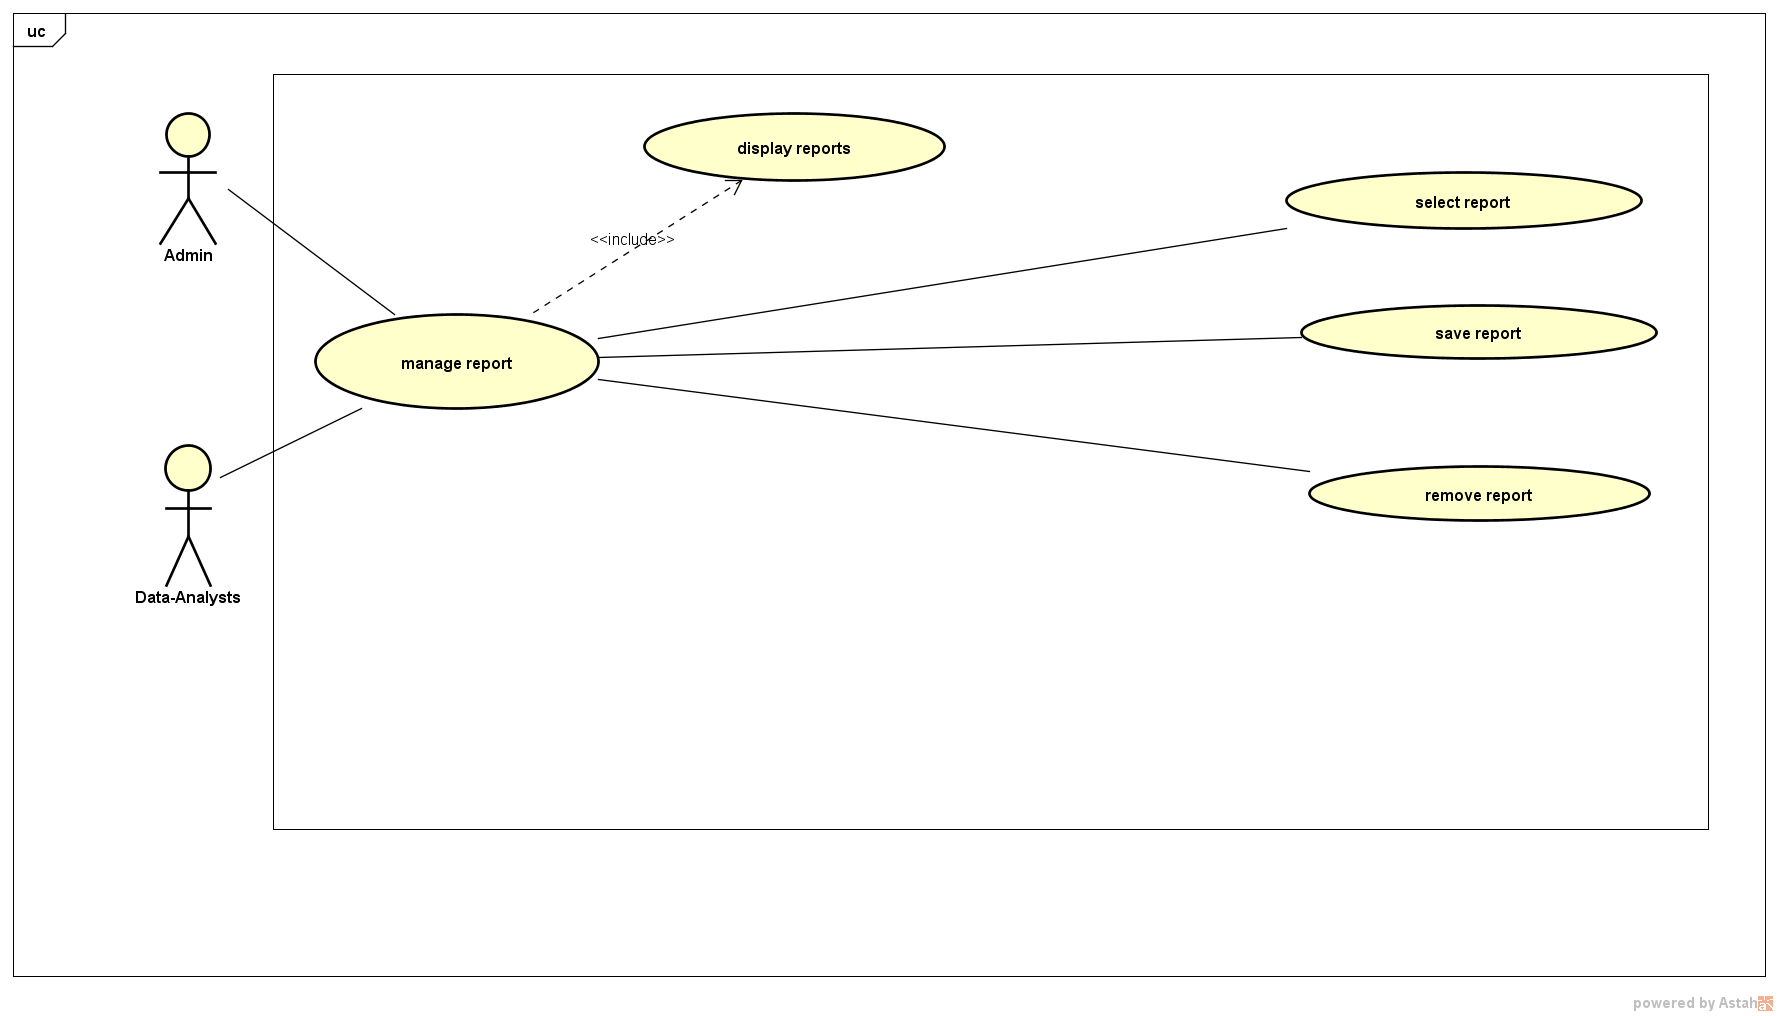 uc
display reports
select report
<<include>>
Admin
save report
manage report
remove report
Data-Analysts
powered by Astah